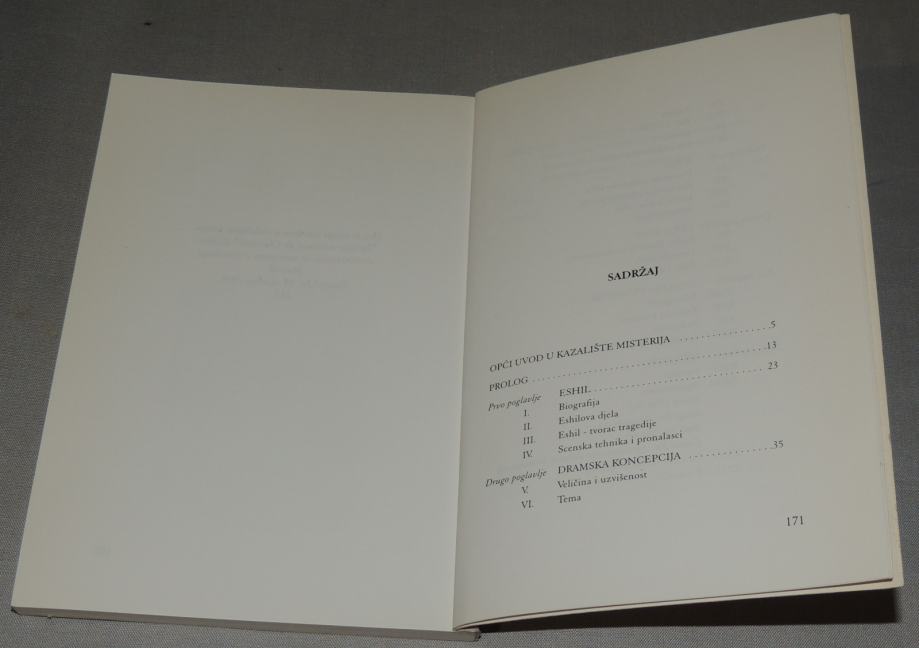 SADRŽAJ
OPĆI UVOD U KAZALIŠTE MISTERIJA . . . . . . . . . . . . . . . .5
PROLOG . . . . . . . . . . . . . . . . . . . . . . . . . . . . . . . . . . . .13
Prvo poglavlje ESHIL . . . . . . . . . . . . . . . . . . . . . . . . . . 23
I. Biografija
II. Eshilova djela
III. Eshil - tvorac tragedije
IV. Scenska tehnika i pronalasci
Drugo poglavlje DRAMSKA KONCEPCIJA . . . . . . . . . . . . .35
V. Veličina i uzvišenost
VI. Tema
171